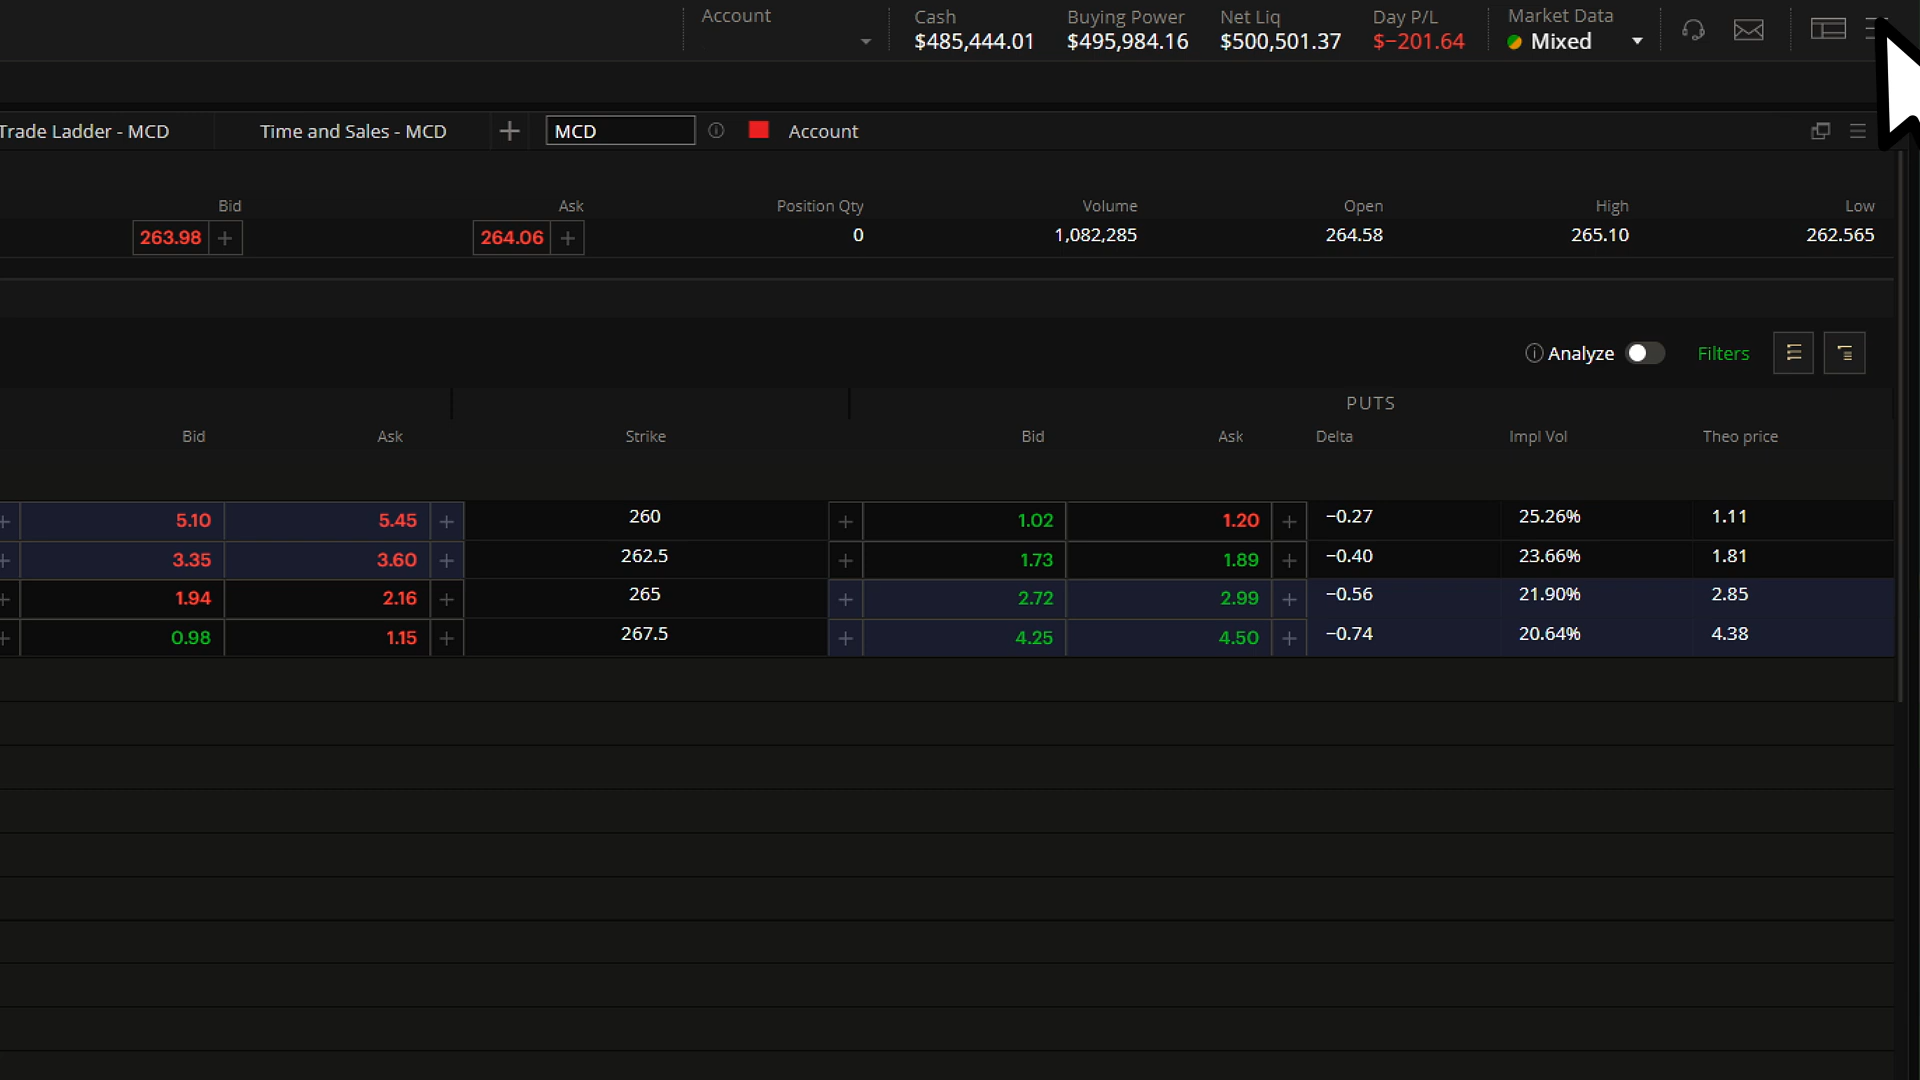 Account Cash Buying Power Net Liq Day P/L Market Data
$485,444.01 $495,984.16 $500,501.37 $−201.64 Mixed
Trade Ladder - MCD Time and Sales - MCD + MCD Account
Bid Ask Position Qty Volume Open High Low
263.98 + 264.06 + 0 1,082,285 264.58 265.10 262.565
Analyze Filters
PUTS
Bid Ask Strike Bid Ask Delta Impl Vol Theo price
+ 5.10 5.45 + 260 + 1.02 1.20 + −0.27 25.26% 1.11
+ 3.35 3.60 + 262.5 + 1.73 1.89 + −0.40 23.66% 1.81
+ 1.94 2.16 + 265 + 2.72 2.99 + −0.56 21.90% 2.85
+ 0.98 1.15 + 267.5 + 4.25 4.50 + −0.74 20.64% 4.38